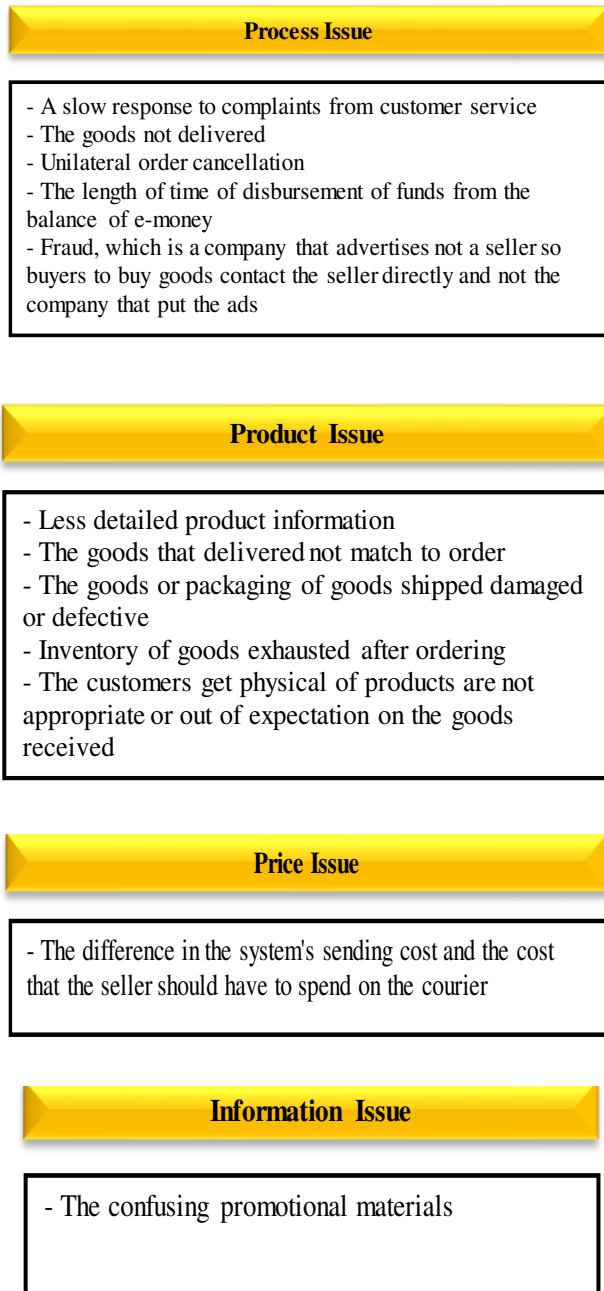 Process Issue
- A slow response to complaints from customer service
- The goods not delivered
- Unilateral order cancellation
- The length of time of disbursement of funds from the
balance of e-money
- Fraud, which is a company that advertises not a seller so
buyers to buy goods contact the seller directly and not the
company that put the ads
Product Issue
- Less detailed product information
- The goods that delivered not match to order
- The goods or packaging of goods shipped damaged
or defective
- Inventory of goods exhausted after ordering
- The customers get physical of products are not
appropriate or out of expectation on the goods
received
Price Issue
- The difference in the system's sending cost and the cost
that the seller should have to spend on the courier
Information Issue
- The confusing promotional materials